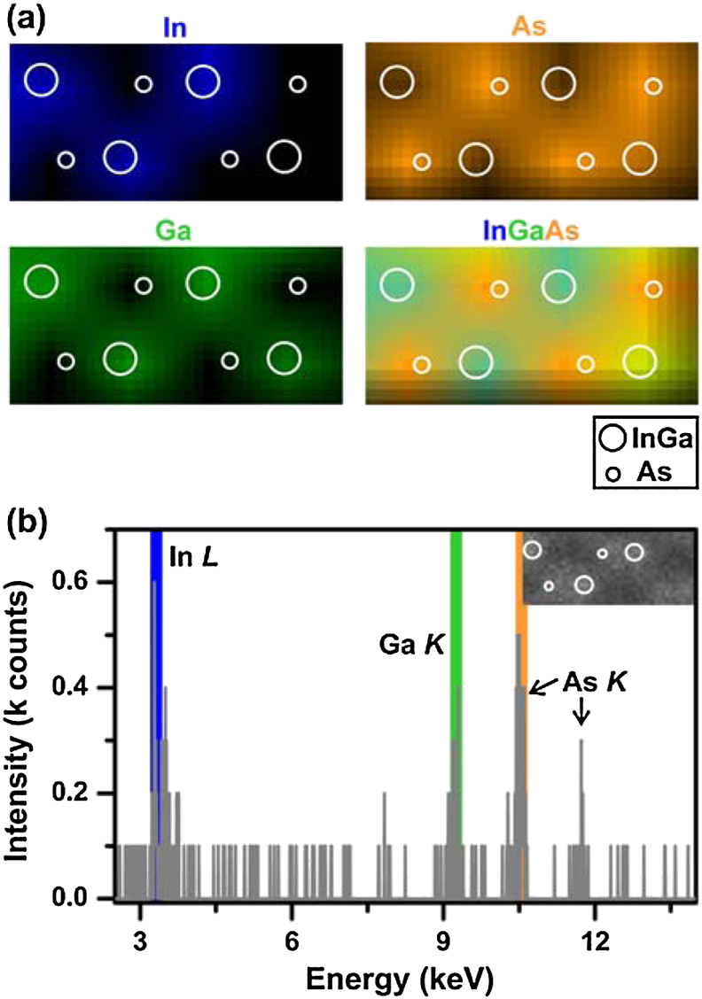 (a)
In
As
Ga
InGaAs
InGa
As
(b)
In L
Ga K
As K
0.6
0.4
0.2
0.0
Intensity (k counts)
3 6 9 12
Energy (keV)